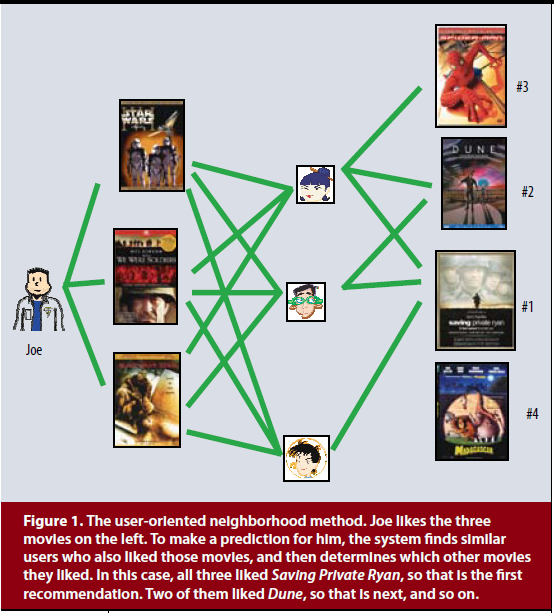 STAR
WARS
SPIDER-MAN
#3
DUNE
#2
WE WERE SOLDIERS
Joe
saving private ryan
#1
#4
MADAGASCAR
Figure 1. The user-oriented neighborhood method. Joe likes the three
movies on the left. To make a prediction for him, the system finds similar
users who also liked those movies, and then determines which other movies
they liked. In this case, all three liked Saving Private Ryan, so that is the first
recommendation. Two of them liked Dune, so that is next, and so on.